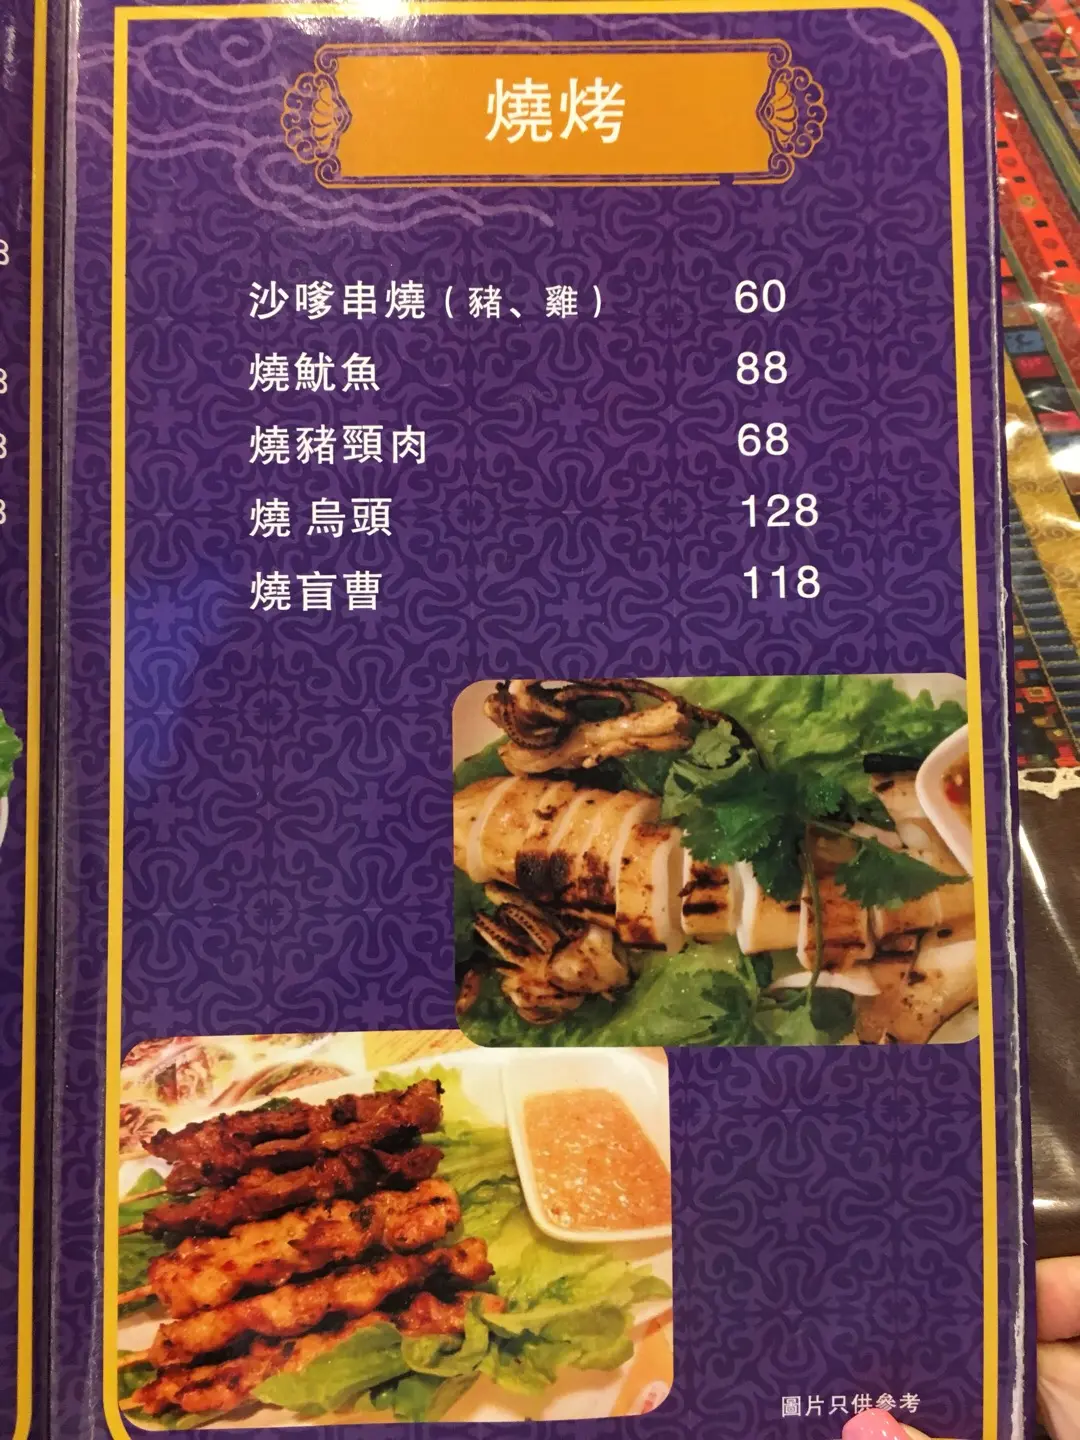 燒烤
沙嗲串燒（豬、雞） 60
燒魷魚 88
燒豬頸肉 68
燒 烏頭 128
燒盲曹 118
圖片只供參考